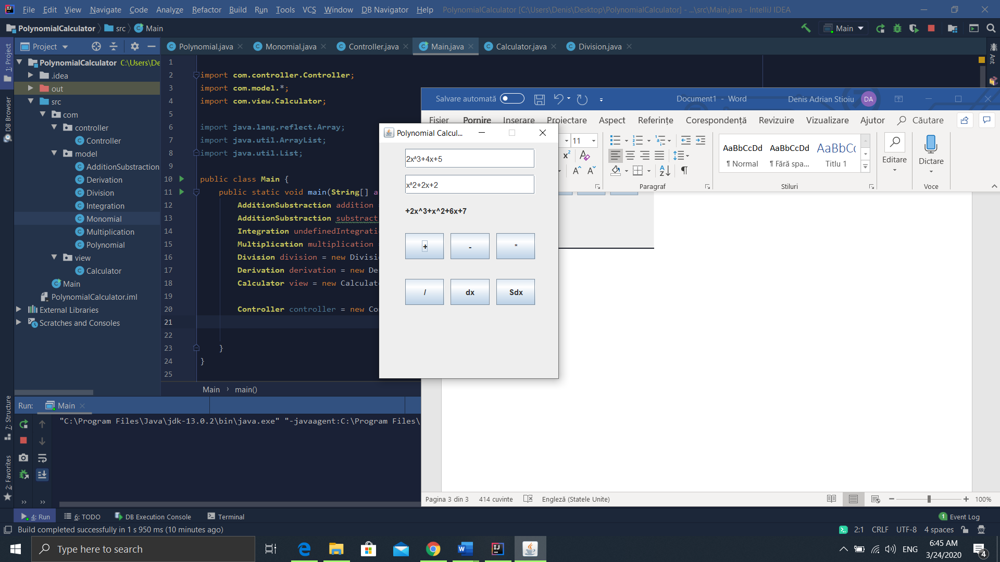 File Edit View Navigate Code Analyze Refactor Build Run Tools VCS Window DB Navigator Help PolynomialCalculator [C:\Users\Denis\Desktop\PolynomialCalculator] - ...\src\Main.java - IntelliJ IDEA
PolynomialCalculator src Main
Main
Project
Polynomial.java Monomial.java Controller.java Main.java Calculator.java Division.java
1: Project
DB Browser
7: Structure
2: Favorites
Ant
PolynomialCalculator C:\Users\De
.idea
out
src
com
controller
Controller
model
AdditionSubstraction
Derivation
Division
Integration
Monomial
Multiplication
Polynomial
view
Calculator
Main
PolynomialCalculator.iml
External Libraries
Scratches and Consoles
1
2 import com.controller.Controller;
3 import com.model.*;
4 import com.view.Calculator;
5
6 import java.lang.reflect.Array;
7 import java.util.ArrayList;
8 import java.util.List;
9
10 public class Main {
11 public static void main(String[] a
12 AdditionSubstraction addition =
13 AdditionSubstraction substract
14 Integration undefinedIntegrati
15 Multiplication multiplication =
16 Division division = new Divisi
17 Derivation derivation = new De
18 Calculator view = new Calculat
19
20 Controller controller = new Co
21
22
23 }
24 }
25
Main › main()
Salvare automată Document1 - Word Denis Adrian Stioiu DA
Fișier Pornire Inserare Proiectare Aspect Referințe Corespondență Revizuire Vizualizare Ajutor Căutare
11
AaBbCcDd AaBbCcDd AaBbCc
¶ Normal ¶ Fără spa... Titlu 1
Editare
Dictare
Paragraf Stiluri Voce
Polynomial Calcul...
2x^3+4x+5
x^2+2x+2
+2x^3+x^2+6x+7
+ - *
/ dx Sdx
Pagina 3 din 3 414 cuvinte Engleză (Statele Unite) 100%
Run: Main
"C:\Program Files\Java\jdk-13.0.2\bin\java.exe" "-javaagent:C:\Program Files\
4: Run 6: TODO DB Execution Console Terminal 1 Event Log
Build completed successfully in 1 s 950 ms (10 minutes ago) 2:1 CRLF UTF-8 4 spaces
Type here to search
ENG
6:45 AM
3/24/2020
4